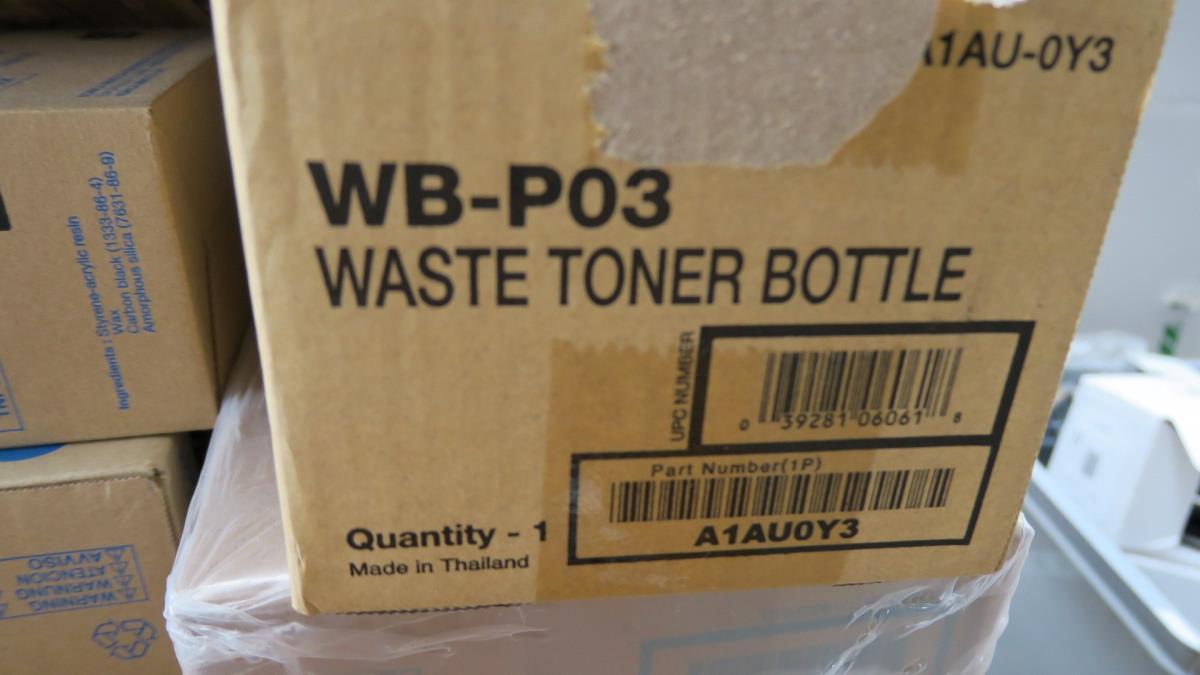 A1AU-0Y3
WB-P03
WASTE TONER BOTTLE
UPC NUMBER
0 39281 06061 8
Part Number(1P)
A1AU0Y3
Quantity - 1
Made in Thailand
Ingredients : Styrene-acrylic resin
Wax
Carbon black (1333-86-4)
Amorphous silica (7631-86-9)
WARNING
WARNUNG
ATENCION
AVVISO